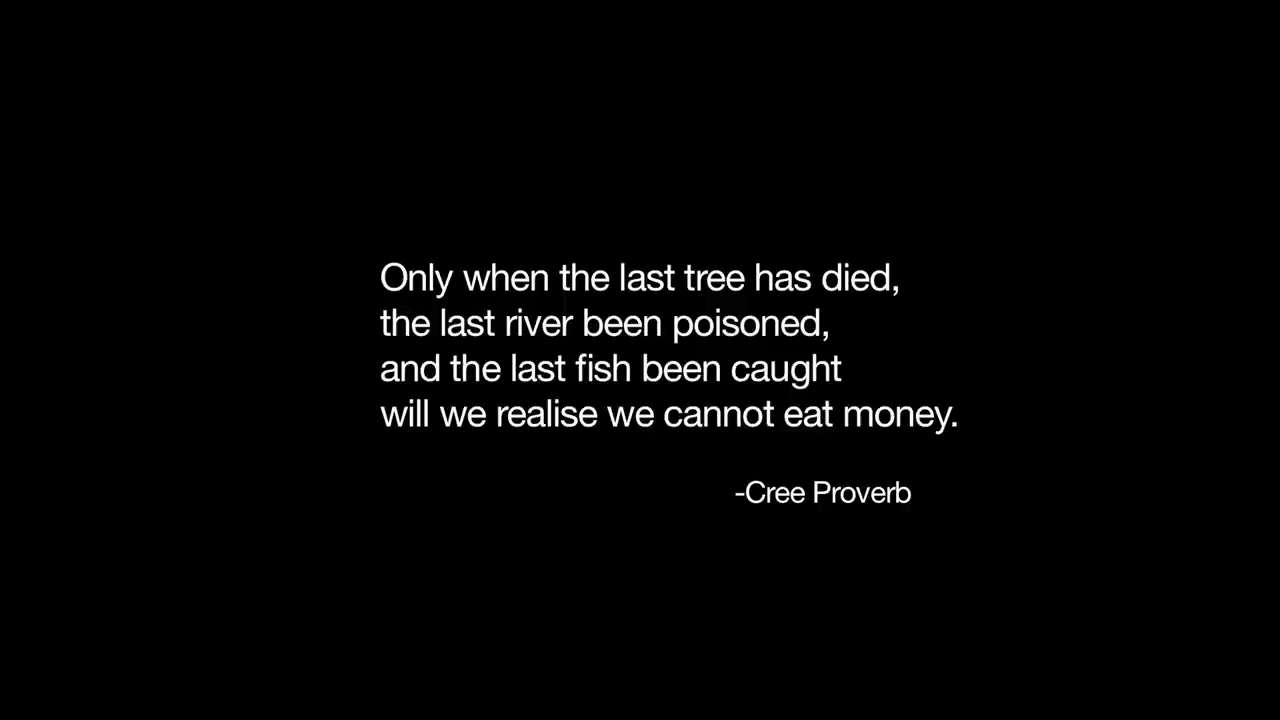 Only when the last tree has died,
the last river been poisoned,
and the last fish been caught
will we realise we cannot eat money.
-Cree Proverb